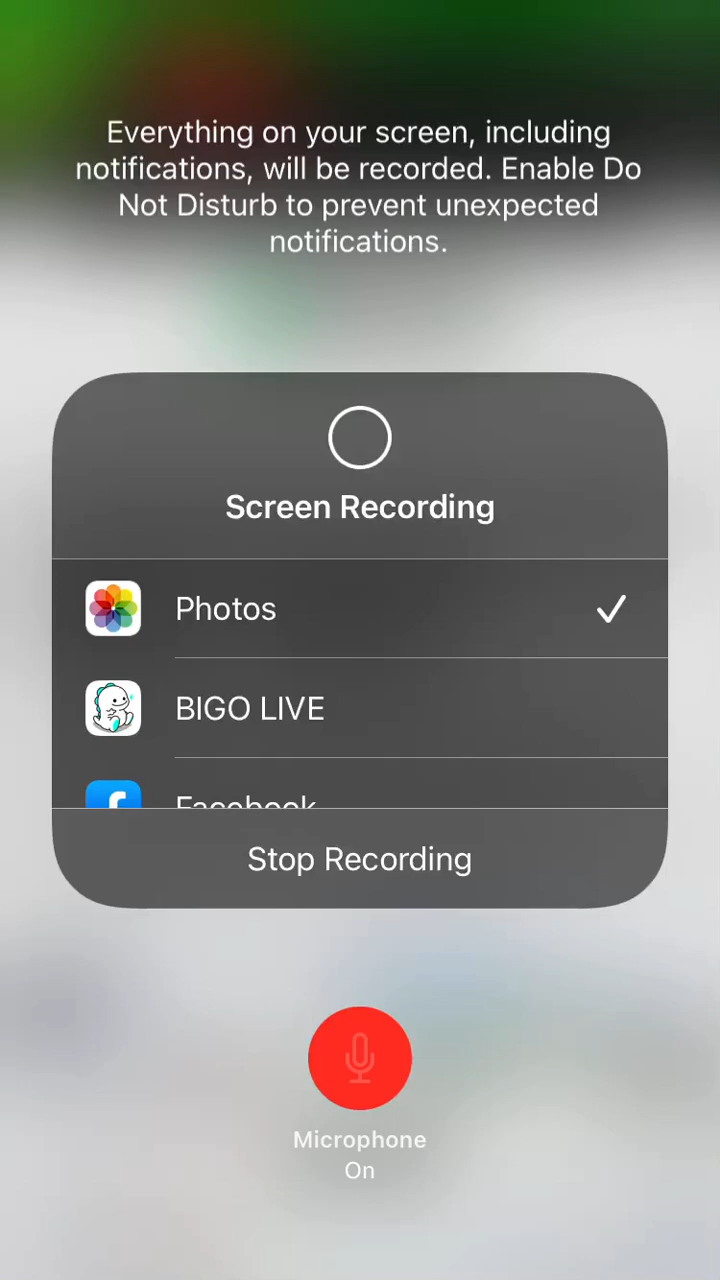 Everything on your screen, including
notifications, will be recorded. Enable Do
Not Disturb to prevent unexpected
notifications.
Screen Recording
Photos
BIGO LIVE
Facebook
Stop Recording
Microphone
On